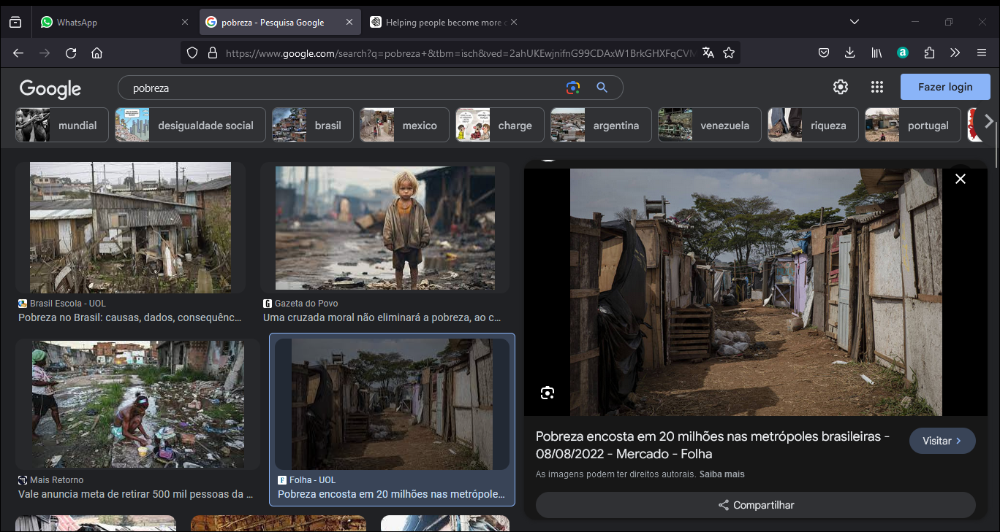 WhatsApp
pobreza - Pesquisa Google
Helping people become more c
https://www.google.com/search?q=pobreza+&tbm=isch&ved=2ahUKEwjnifnG99CDAxW1BrkGHXFqCVM
Google
pobreza
Fazer login
mundial
desigualdade social
brasil
mexico
charge
argentina
venezuela
riqueza
portugal
Brasil Escola - UOL
Pobreza no Brasil: causas, dados, consequênc...
Gazeta do Povo
Uma cruzada moral não eliminará a pobreza, ao c...
Mais Retorno
Vale anuncia meta de retirar 500 mil pessoas da ...
Folha - UOL
Pobreza encosta em 20 milhões nas metrópole...
Pobreza encosta em 20 milhões nas metrópoles brasileiras -
08/08/2022 - Mercado - Folha
Visitar
As imagens podem ter direitos autorais. Saiba mais
Compartilhar